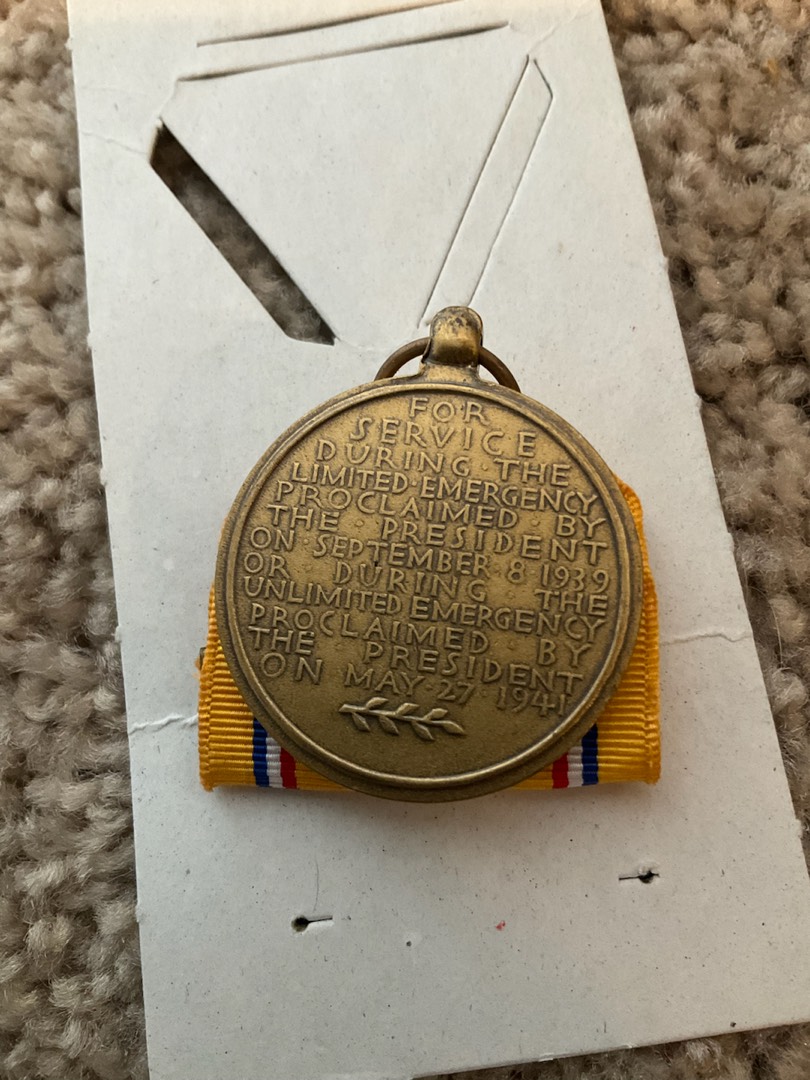 FOR
SERVICE
DURING·THE
LIMITED·EMERGENCY
PROCLAIMED · BY
THE · PRESIDENT
ON·SEPTEMBER·8 1939
OR DURING THE
UNLIMITED EMERGENCY
PROCLAIMED · BY
THE PRESIDENT
ON MAY·27 1941